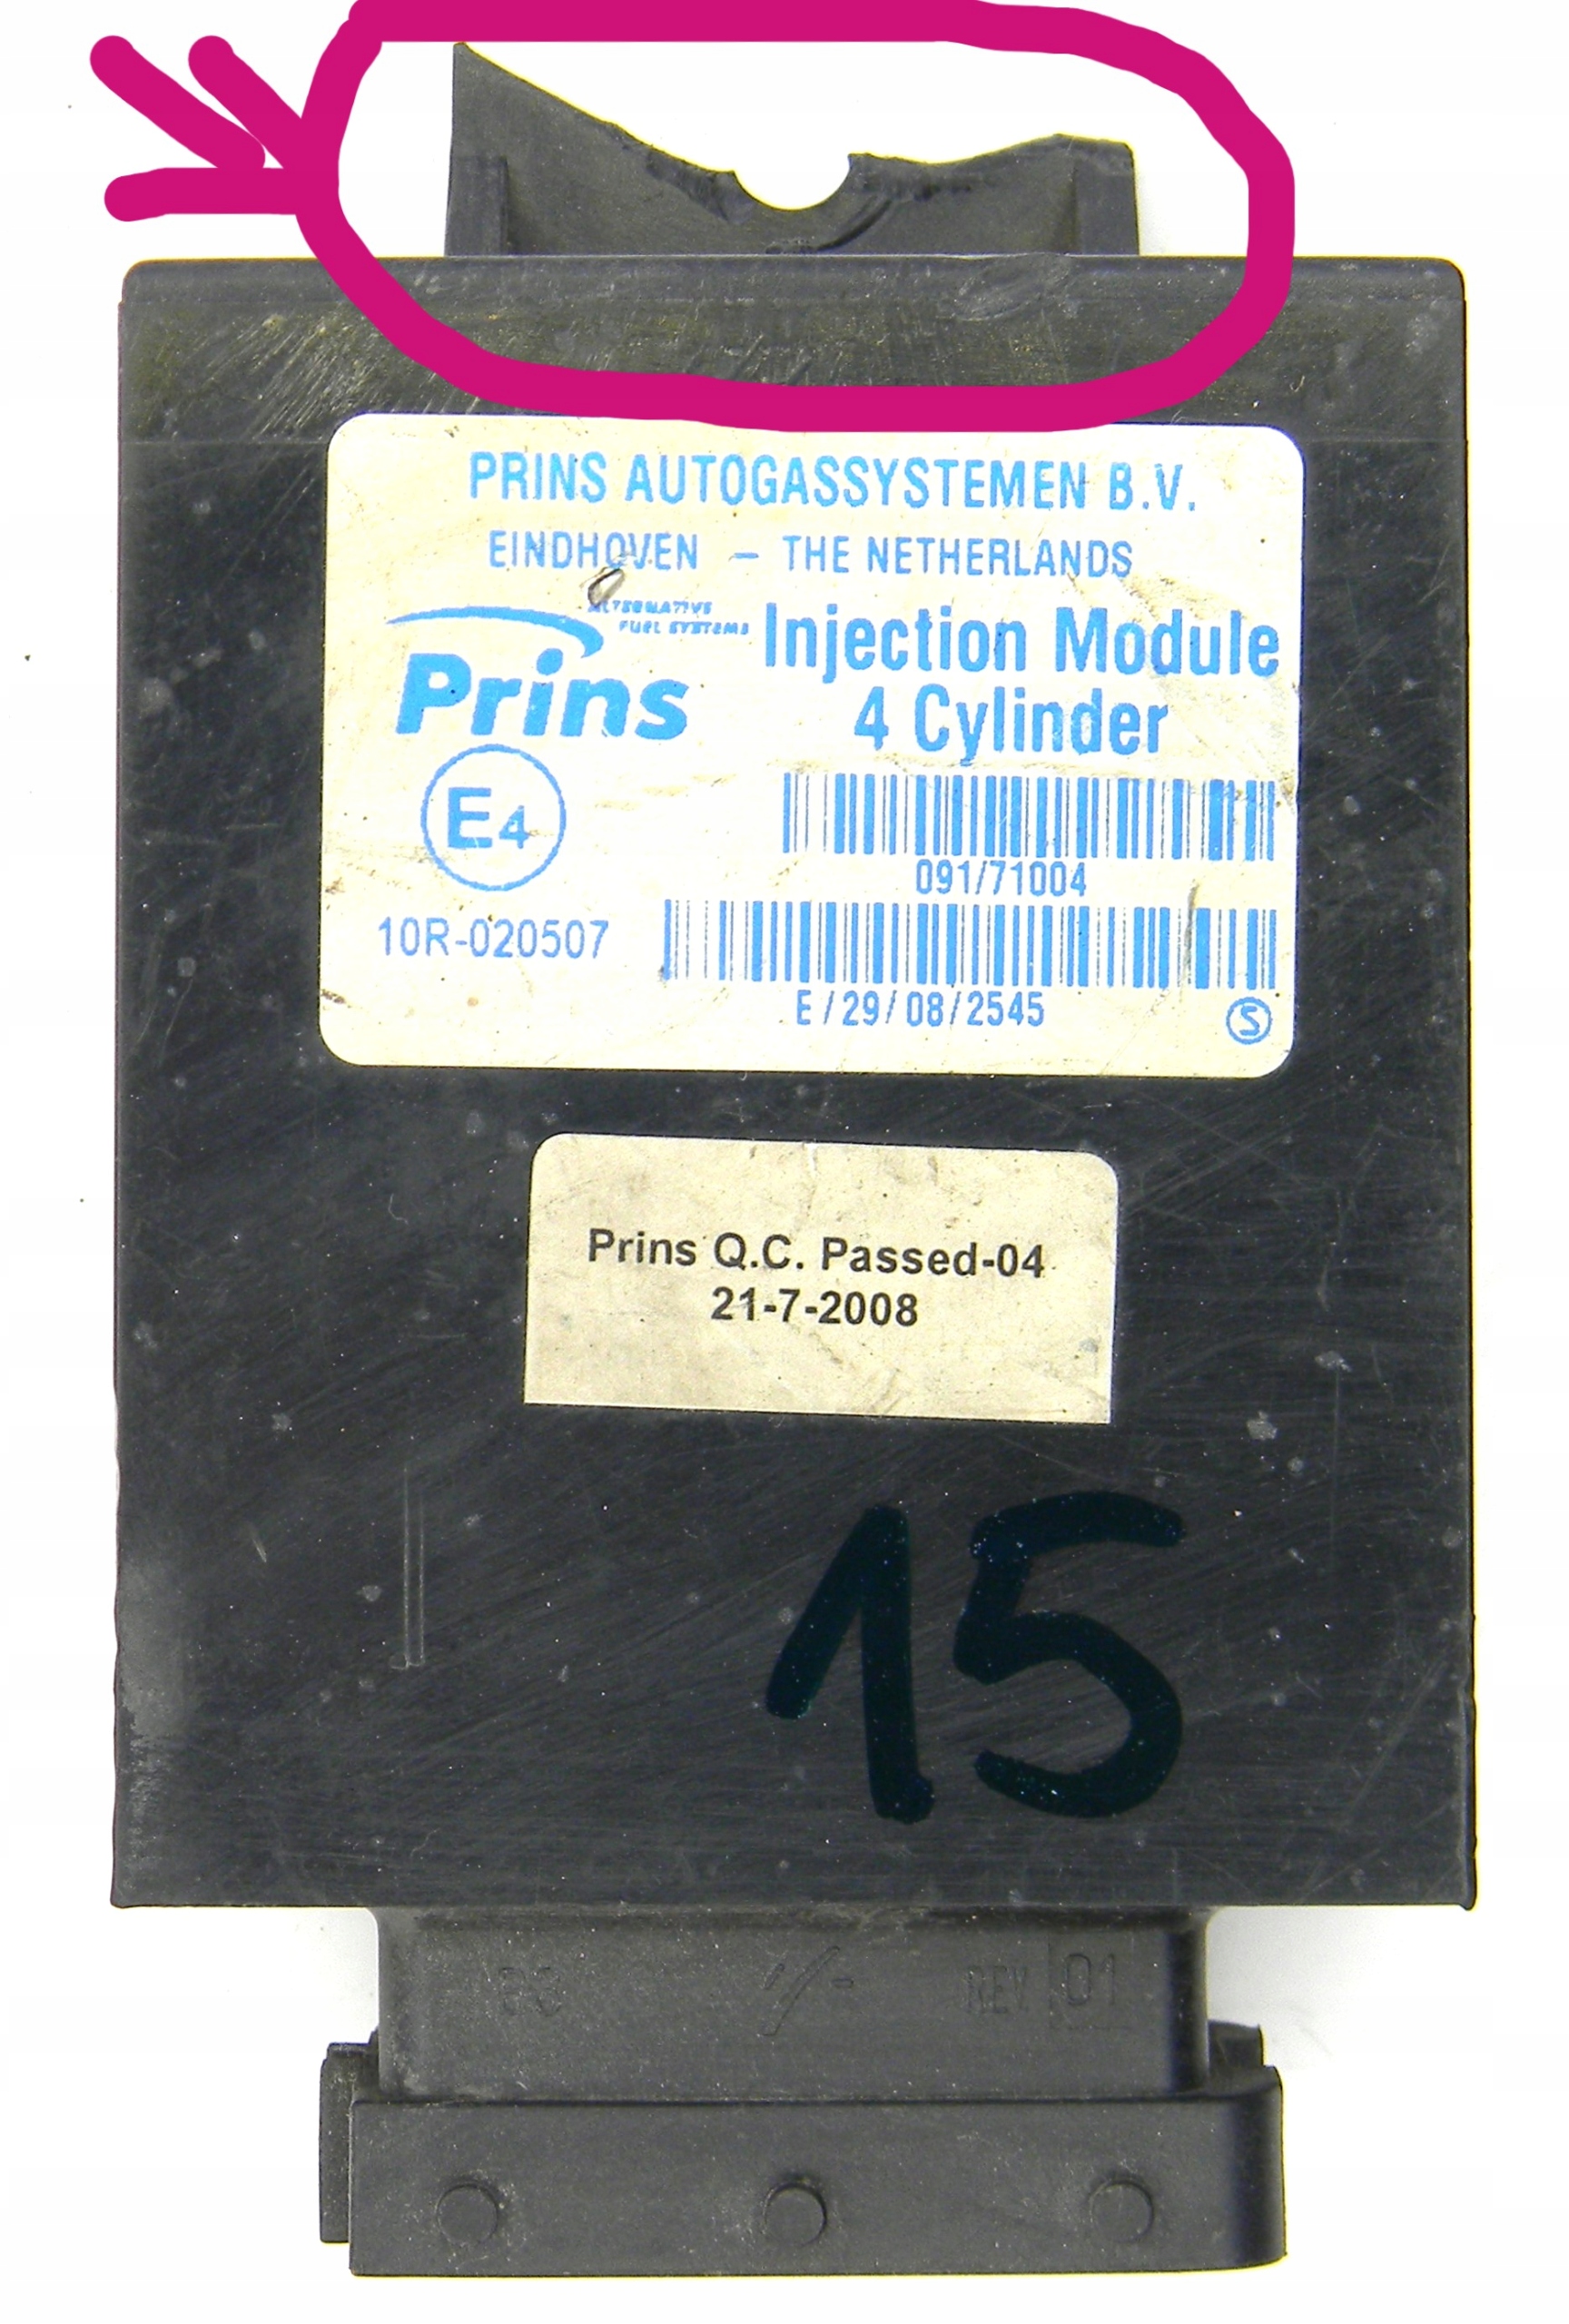 PRINS AUTOGASSYSTEMEN B.V.
EINDHOVEN – THE NETHERLANDS
ALTERNATIVE
FUEL SYSTEMS
Prins
Injection Module
4 Cylinder
E4
091/71004
10R-020507
E/29/08/2545
S
Prins Q.C. Passed-04
21-7-2008
15
REV 01